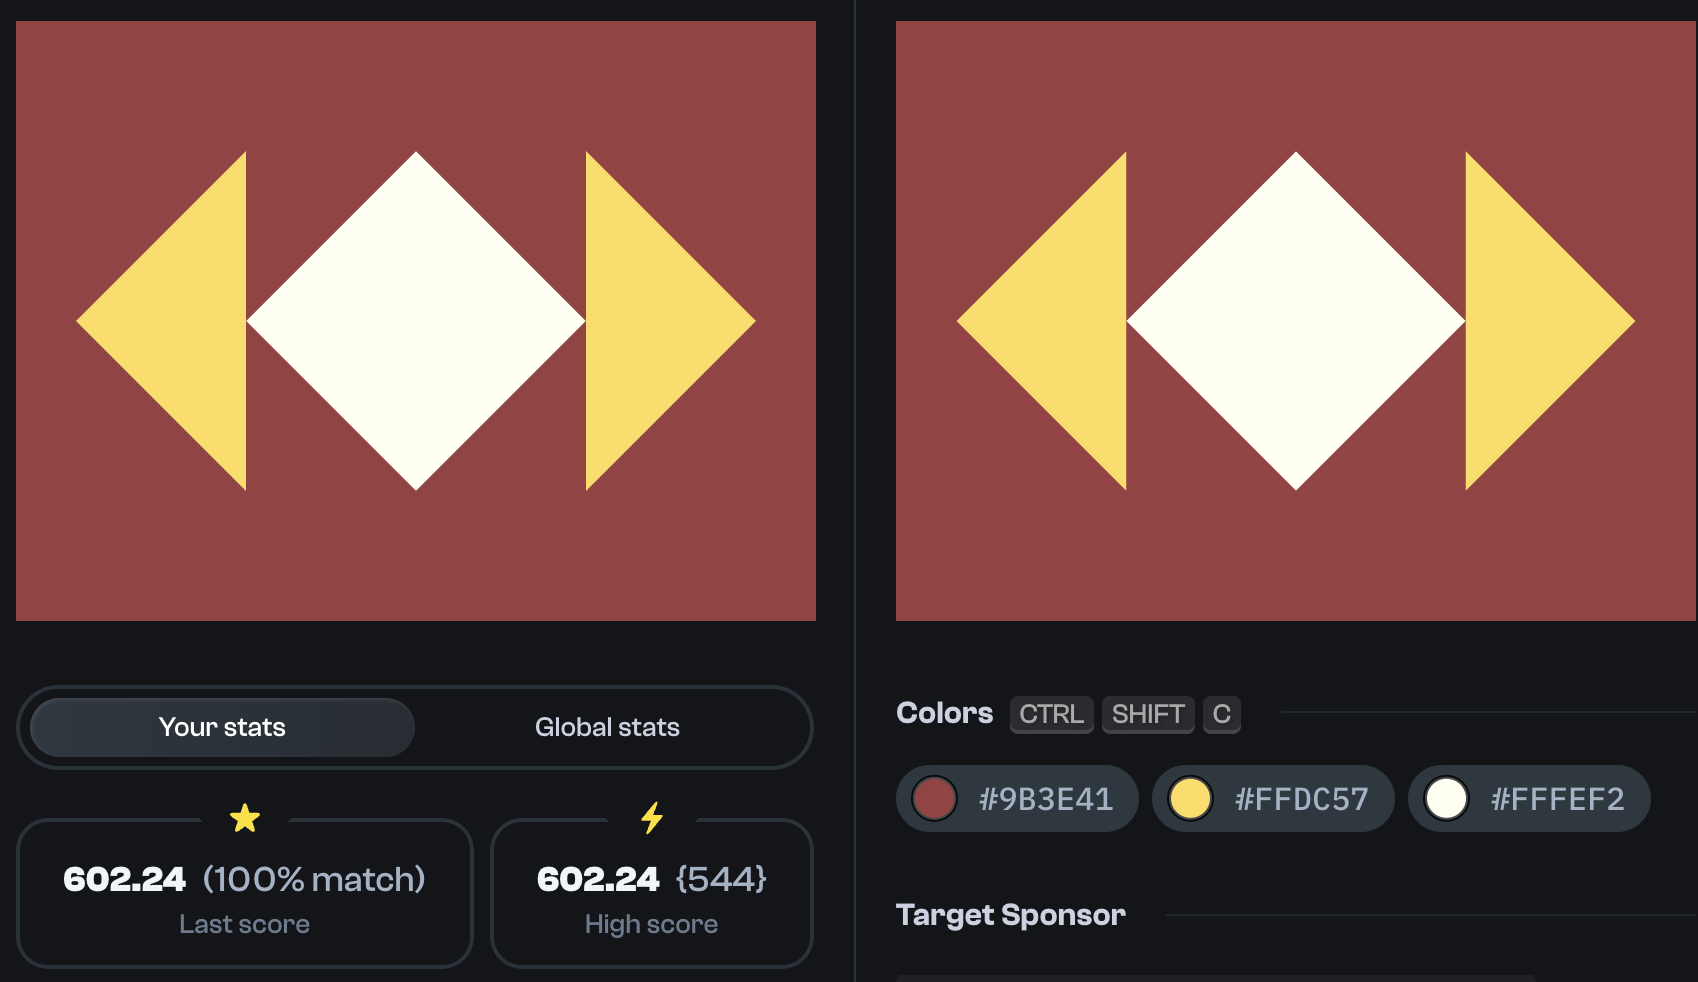 Your stats
Global stats
602.24 (100% match)
Last score
602.24 {544}
High score
Colors CTRL SHIFT C
#9B3E41
#FFDC57
#FFFEF2
Target Sponsor